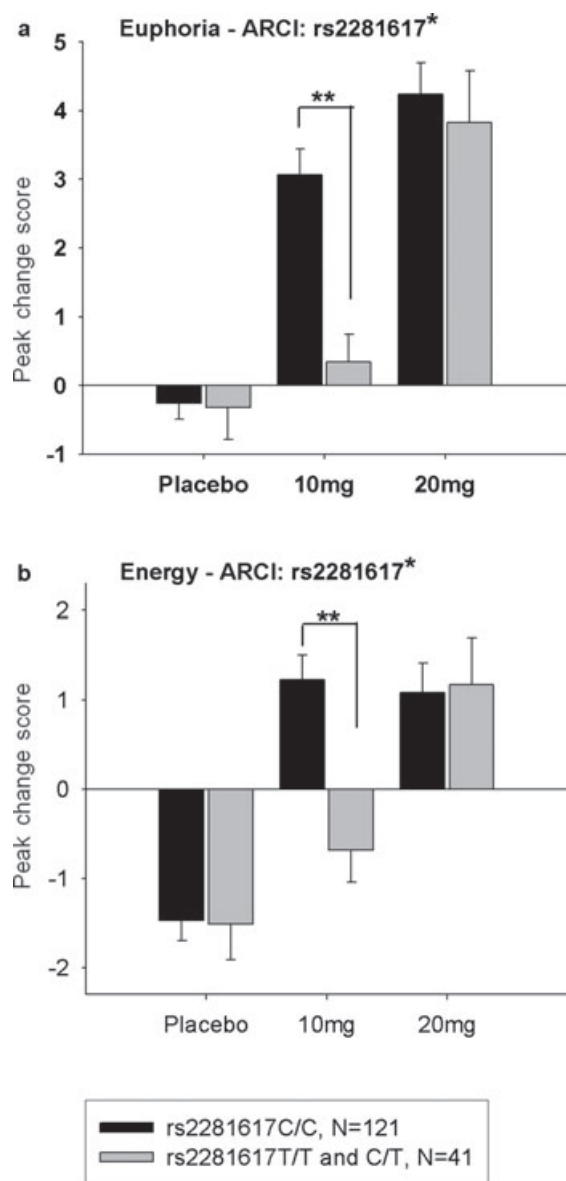 a Euphoria - ARCI: rs2281617*
5
4
3
2
1
0
-1
Peak change score
**
Placebo 10mg 20mg
b Energy - ARCI: rs2281617*
2
1
0
-1
-2
Peak change score
**
Placebo 10mg 20mg
rs2281617C/C, N=121
rs2281617T/T and C/T, N=41